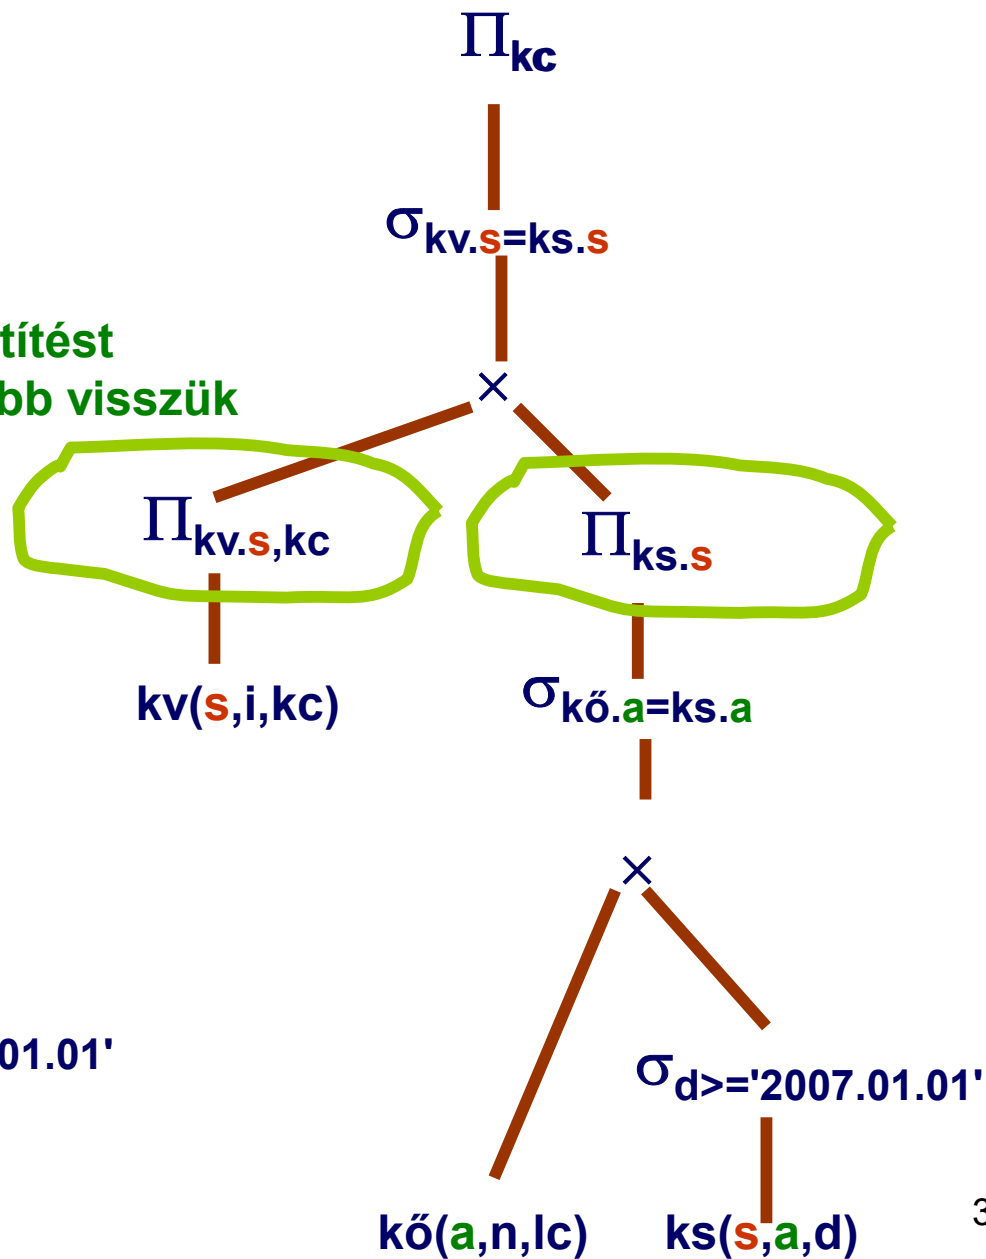 Πkc
σkv.s=ks.s
títést
bb visszük
×
Πkv.s,kc
Πks.s
kv(s,i,kc)
σkő.a=ks.a
×
01.01'
σd>='2007.01.01'
kő(a,n,lc)
ks(s,a,d)
3